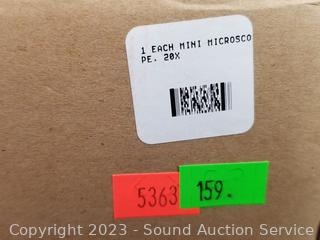 1 EACH MINI MICROSCO
PE, 20X
5363
159.
Copyright 2023 - Sound Auction Service